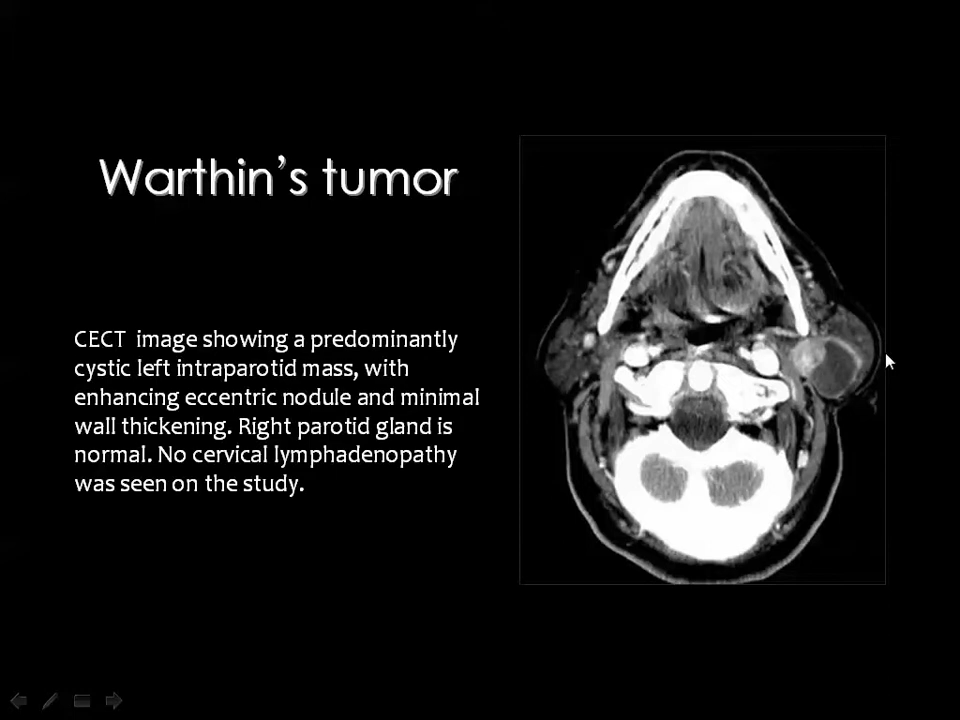 Warthin’s tumor
CECT image showing a predominantly
cystic left intraparotid mass, with
enhancing eccentric nodule and minimal
wall thickening. Right parotid gland is
normal. No cervical lymphadenopathy
was seen on the study.